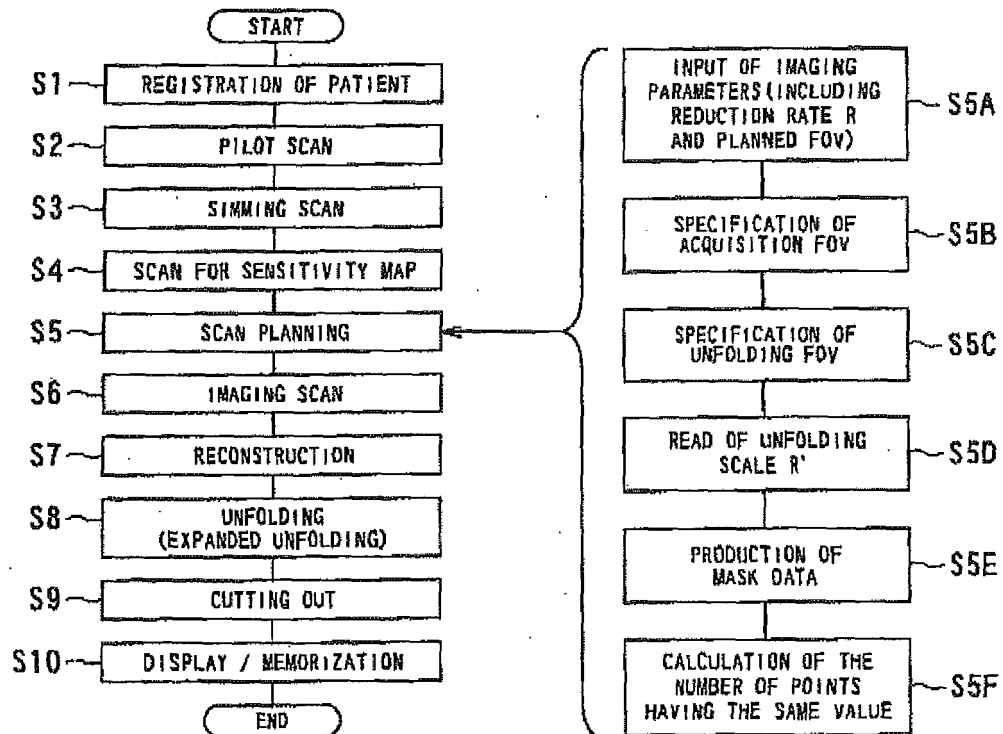 START
S1 REGISTRATION OF PATIENT
S2 PILOT SCAN
S3 SIMMING SCAN
S4 SCAN FOR SENSITIVITY MAP
S5 SCAN PLANNING
S6 IMAGING SCAN
S7 RECONSTRUCTION
S8 UNFOLDING
(EXPANDED UNFOLDING)
S9 CUTTING OUT
S10 DISPLAY / MEMORIZATION
END
INPUT OF IMAGING
PARAMETERS(INCLUDING
REDUCTION RATE R
AND PLANNED FOV)
S5A
SPECIFICATION OF
ACQUISITION FOV
S5B
SPECIFICATION OF
UNFOLDING FOV
S5C
READ OF UNFOLDING
SCALE R'
S5D
PRODUCTION OF
MASK DATA
S5E
CALCULATION OF THE
NUMBER OF POINTS
HAVING THE SAME VALUE
S5F